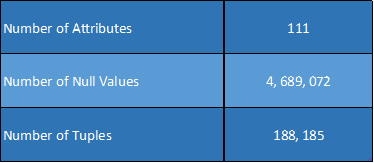 Number of Attributes 111
Number of Null Values 4, 689, 072
Number of Tuples 188, 185